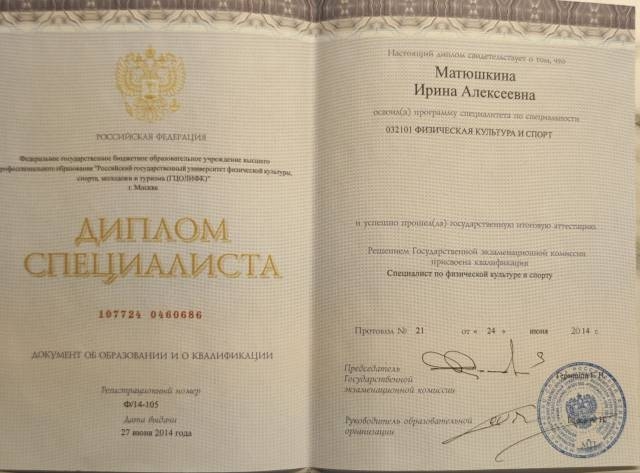 РОССИЙСКАЯ ФЕДЕРАЦИЯ
Федеральное государственное бюджетное образовательное учреждение высшего
профессионального образования "Российский государственный университет физической культуры,
спорта, молодежи и туризма (ГЦОЛИФК)"
г. Москва
ДИПЛОМ
СПЕЦИАЛИСТА
107724 0460686
ДОКУМЕНТ ОБ ОБРАЗОВАНИИ И О КВАЛИФИКАЦИИ
Регистрационный номер
Ф/14-105
Дата выдачи
27 июня 2014 года
Настоящий диплом свидетельствует о том, что
Матюшкина
Ирина Алексеевна
освоил(а) программу специалитета по специальности
032101 ФИЗИЧЕСКАЯ КУЛЬТУРА И СПОРТ
и успешно прошел(ла) государственную итоговую аттестацию
Решением Государственной экзаменационной комиссии
присвоена квалификация
Специалист по физической культуре и спорту
Протокол № 21 от « 24 » июня 2014 г.
Председатель
Государственной
экзаменационной комиссии
Руководитель образовательной
организации